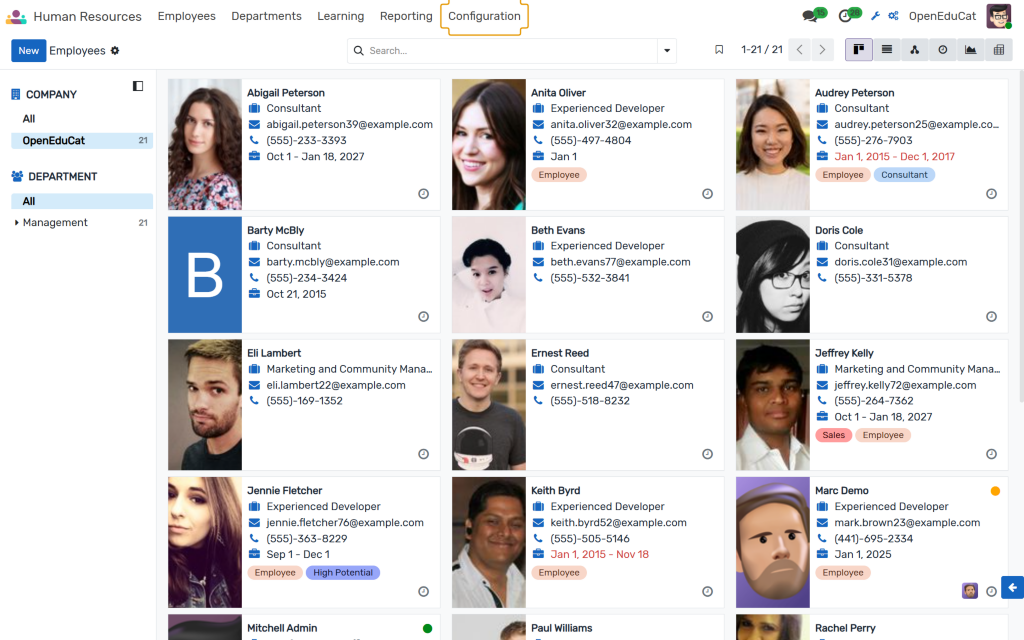 Human Resources Employees Departments Learning Reporting Configuration 15 28 OpenEduCat
New Employees Search... 1-21 / 21
COMPANY
All
OpenEduCat 21
DEPARTMENT
All
Management 21
Abigail Peterson
Consultant
abigail.peterson39@example.com
(555)-233-3393
Oct 1 - Jan 18, 2027
Anita Oliver
Experienced Developer
anita.oliver32@example.com
(555)-497-4804
Jan 1
Employee
Audrey Peterson
Consultant
audrey.peterson25@example.co...
(555)-276-7903
Jan 1, 2015 - Dec 1, 2017
Employee Consultant
B
Barty McBly
Consultant
barty.mcbly@example.com
(555)-234-3424
Oct 21, 2015
Beth Evans
Experienced Developer
beth.evans77@example.com
(555)-532-3841
Doris Cole
Consultant
doris.cole31@example.com
(555)-331-5378
Eli Lambert
Marketing and Community Mana...
eli.lambert22@example.com
(555)-169-1352
Ernest Reed
Consultant
ernest.reed47@example.com
(555)-518-8232
Jeffrey Kelly
Marketing and Community Mana...
jeffrey.kelly72@example.com
(555)-264-7362
Oct 1 - Jan 18, 2027
Sales Employee
Jennie Fletcher
Experienced Developer
jennie.fletcher76@example.com
(555)-363-8229
Sep 1 - Dec 1
Employee High Potential
Keith Byrd
Experienced Developer
keith.byrd52@example.com
(555)-505-5146
Jan 1, 2015 - Nov 18
Employee
Marc Demo
Experienced Developer
mark.brown23@example.com
(441)-695-2334
Jan 1, 2025
Employee
Mitchell Admin
Paul Williams
Rachel Perry